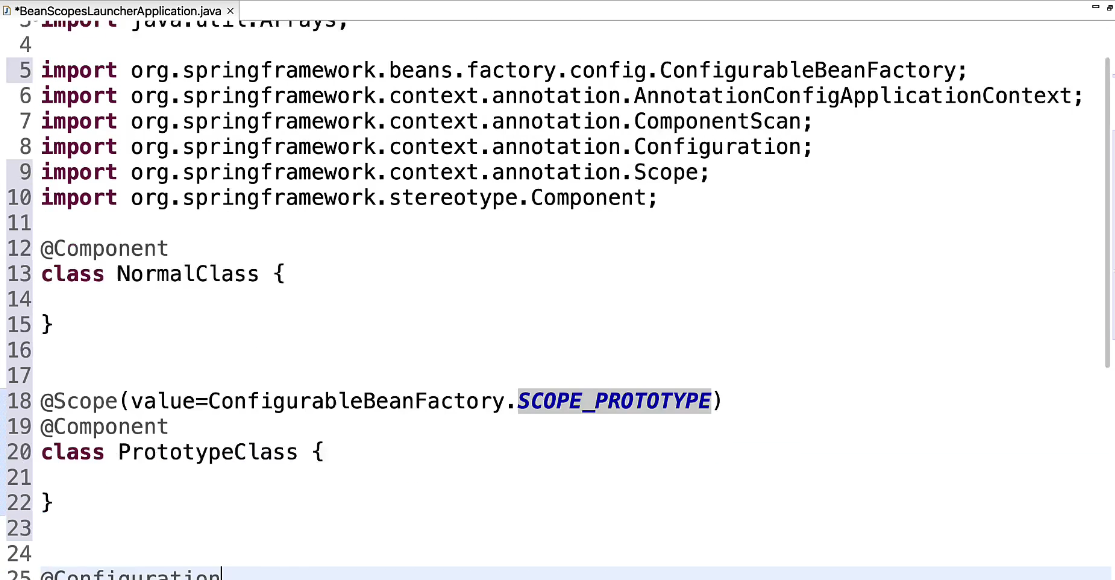 *BeanScopesLauncherApplication.java
3 import java.util.Arrays;
4
5 import org.springframework.beans.factory.config.ConfigurableBeanFactory;
6 import org.springframework.context.annotation.AnnotationConfigApplicationContext;
7 import org.springframework.context.annotation.ComponentScan;
8 import org.springframework.context.annotation.Configuration;
9 import org.springframework.context.annotation.Scope;
10 import org.springframework.stereotype.Component;
11
12 @Component
13 class NormalClass {
14
15 }
16
17
18 @Scope(value=ConfigurableBeanFactory.SCOPE_PROTOTYPE)
19 @Component
20 class PrototypeClass {
21
22 }
23
24
25 @Configuration